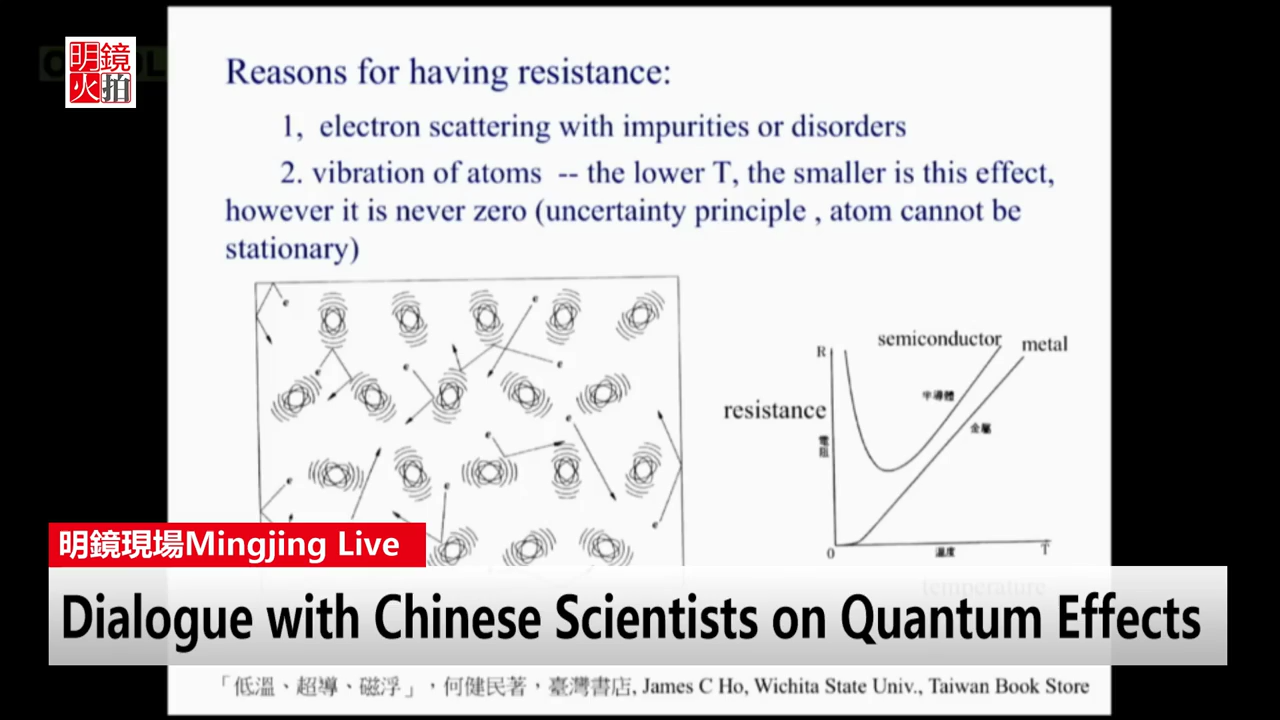 明鏡
火拍
Reasons for having resistance:
1, electron scattering with impurities or disorders
2. vibration of atoms -- the lower T, the smaller is this effect,
however it is never zero (uncertainty principle , atom cannot be
stationary)
e
e
e
e
e
e
e
e
e
e
e
R
semiconductor
metal
resistance
半導體
金屬
電阻
0
溫度
T
temperature
明鏡現場Mingjing Live
Dialogue with Chinese Scientists on Quantum Effects
「低溫、超導、磁浮」，何健民著，臺灣書店, James C Ho, Wichita State Univ., Taiwan Book Store